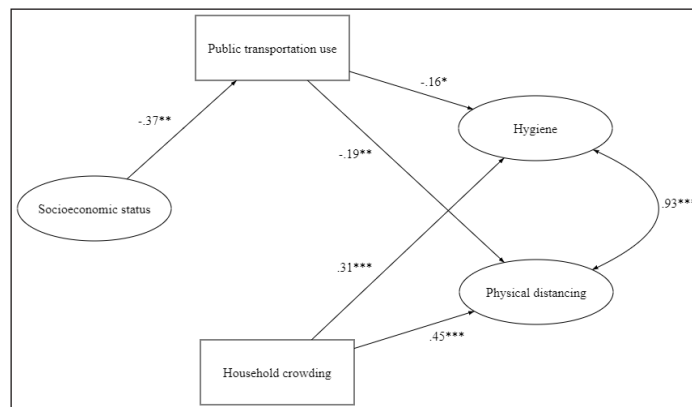 Public transportation use
-.16*
-.37**
Hygiene
-.19**
Socioeconomic status
.93***
.31***
Physical distancing
.45***
Household crowding